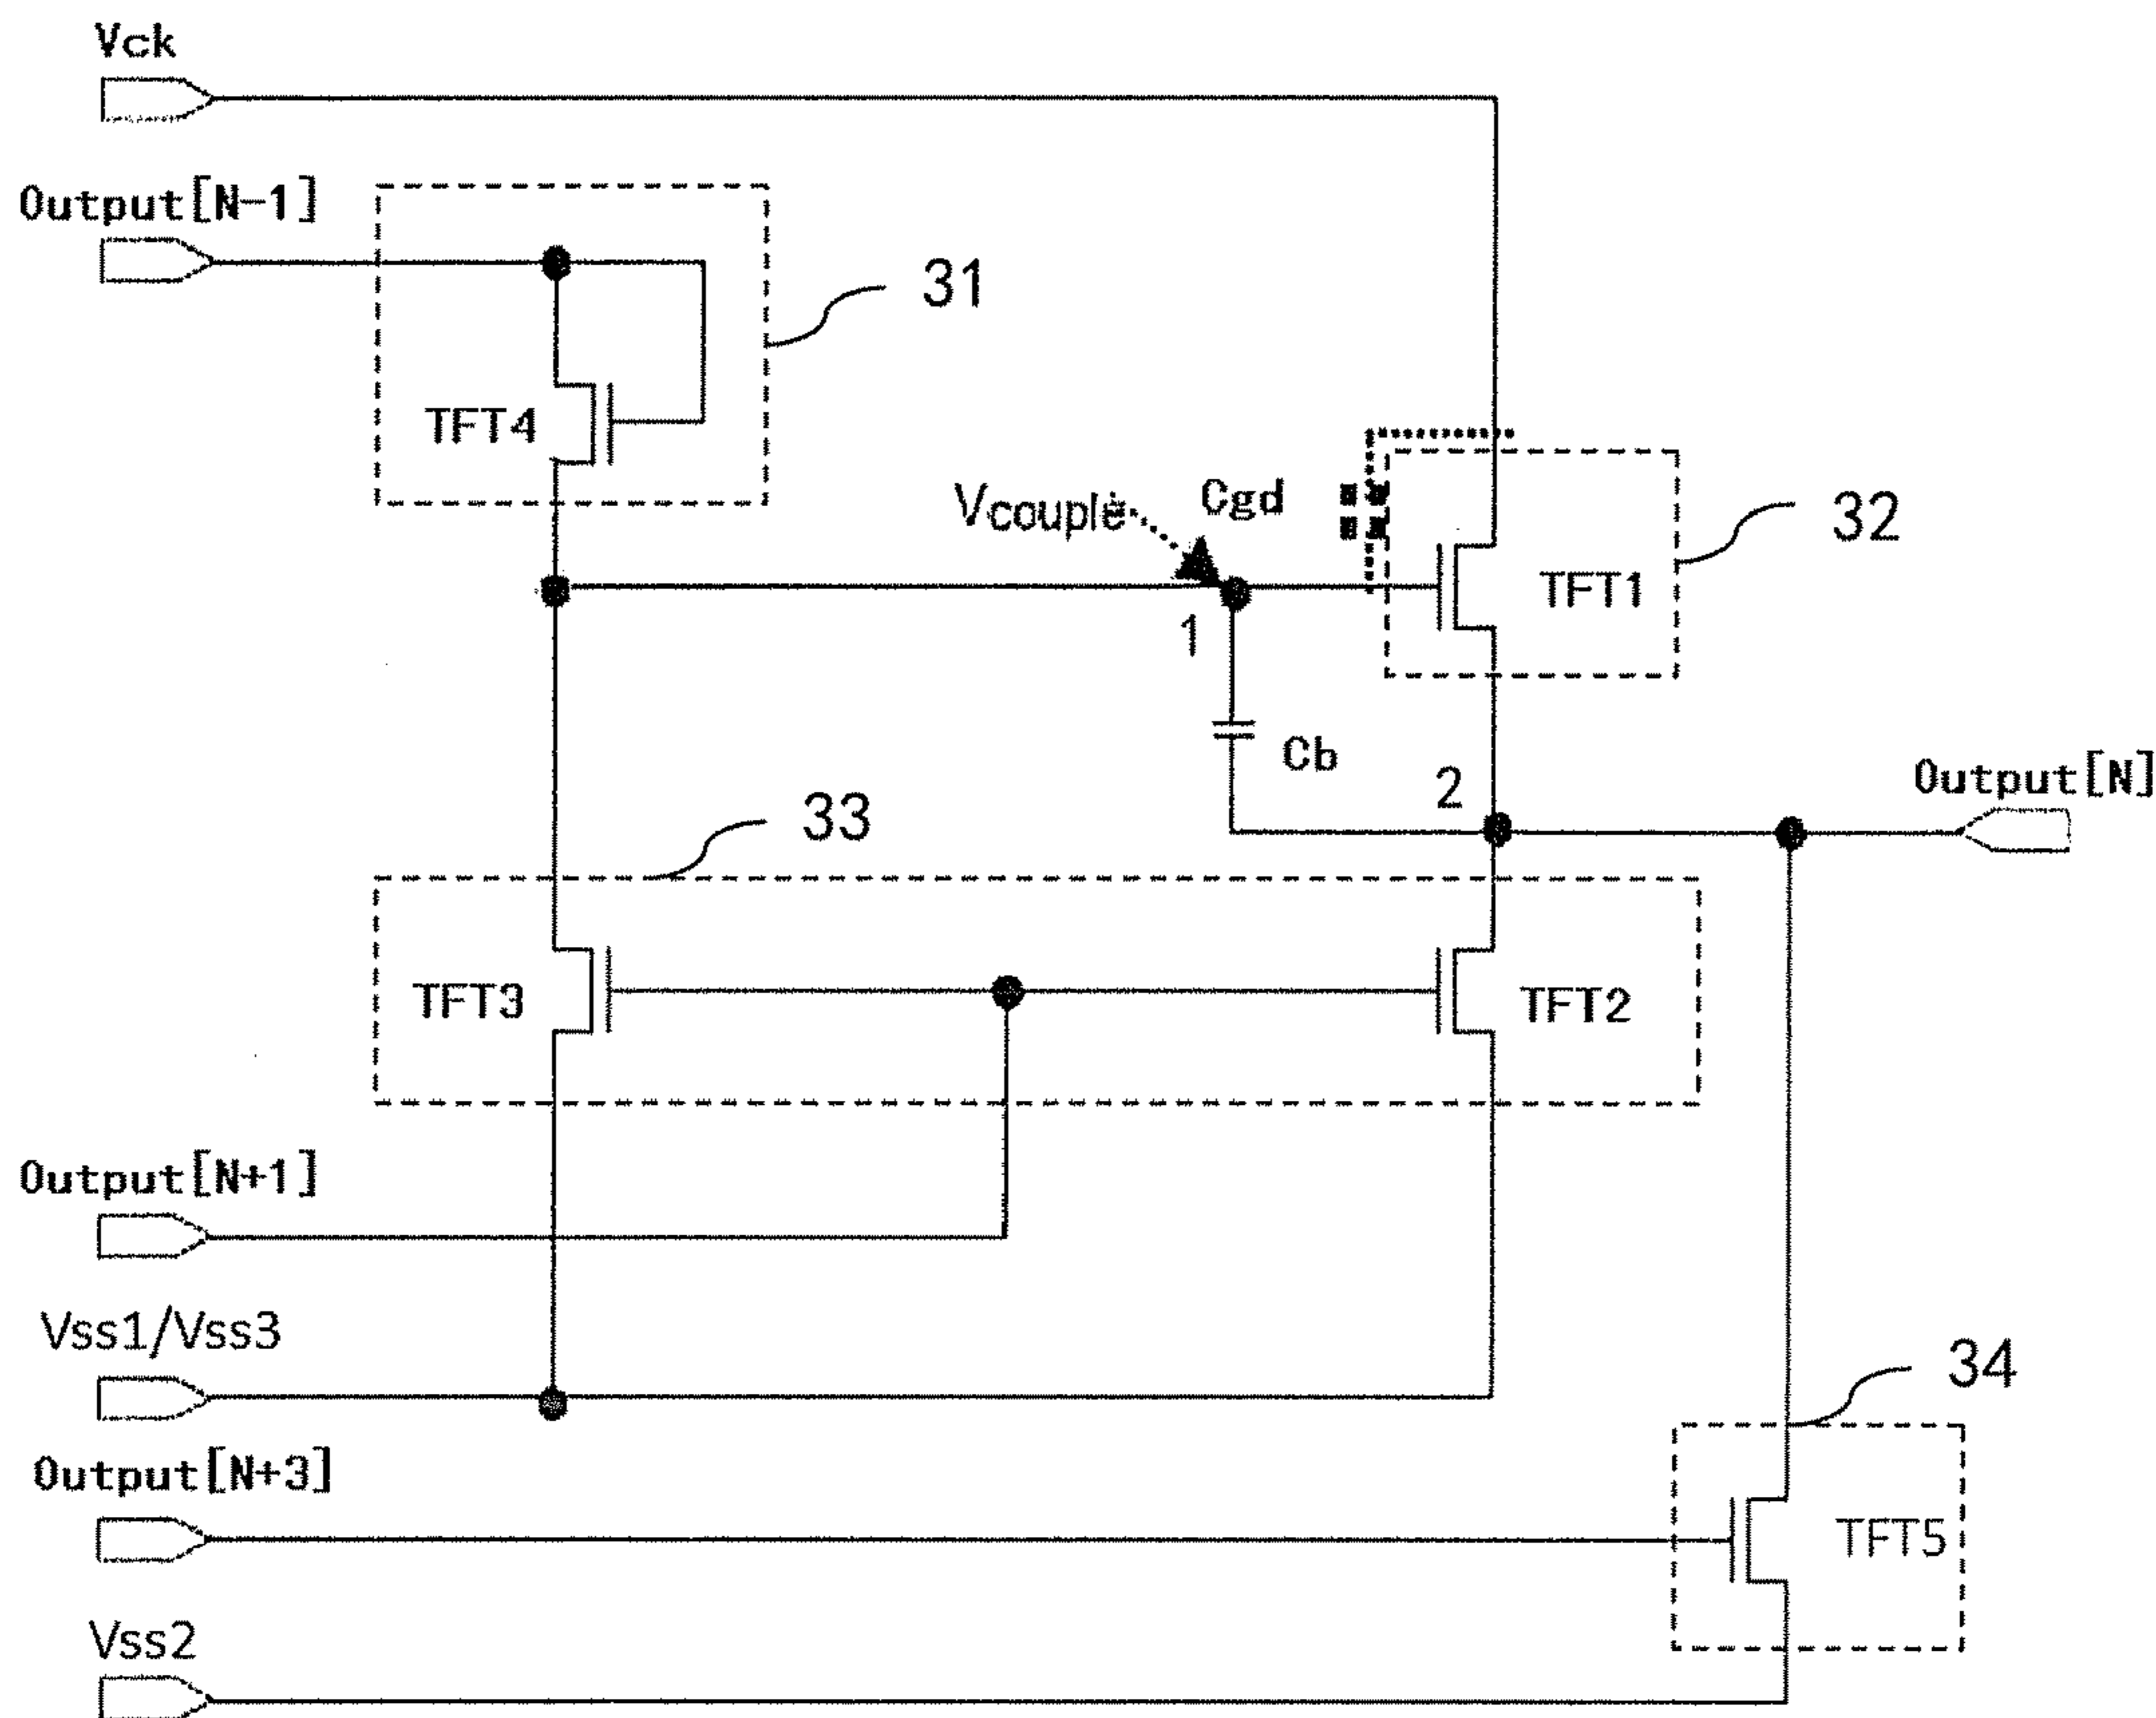 Vck
Output[N-1]
31
TFT4
Vcouple
Cgd
32
TFT1
1
Cb
2
Output[N]
33
TFT3
TFT2
Output[N+1]
Vss1/Vss3
34
Output[N+3]
TFT5
Vss2